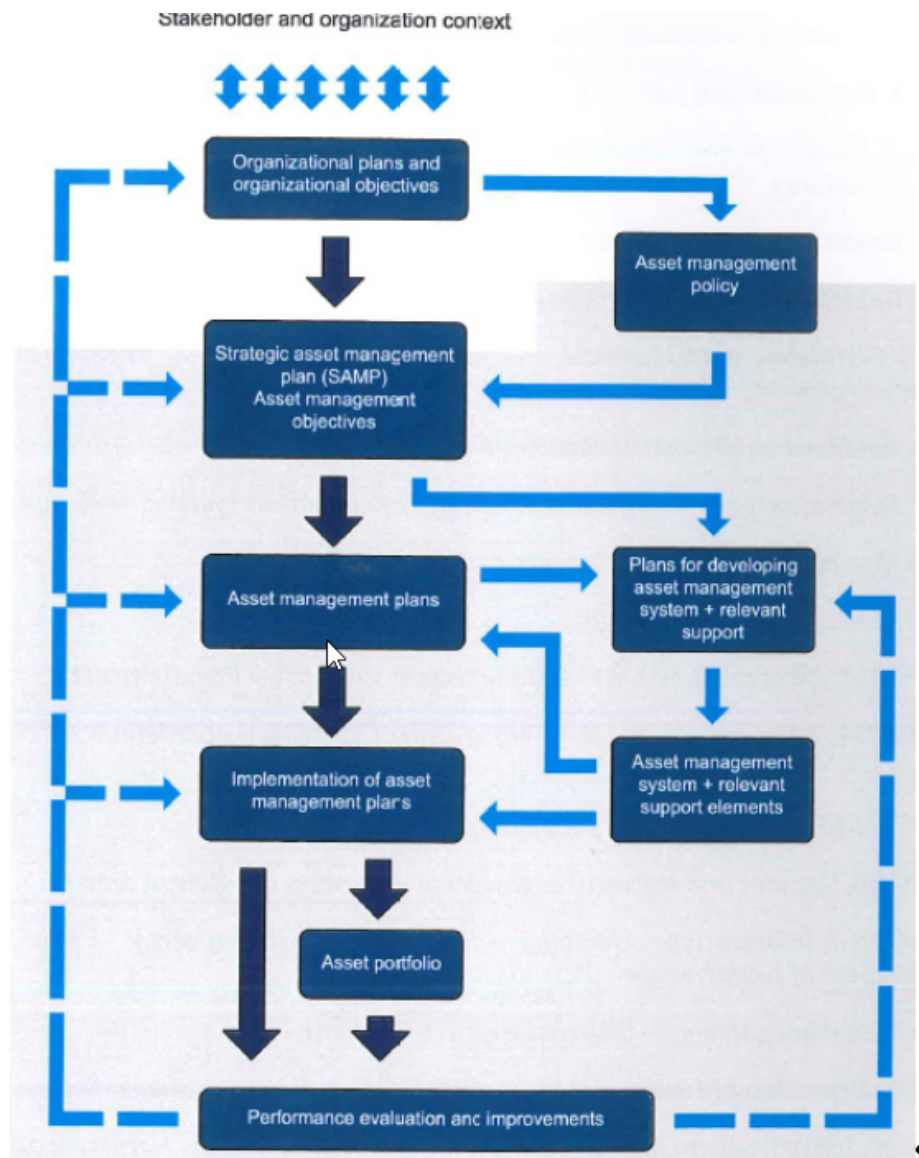 Stakeholder and organization context
Organizational plans and
organizational objectives
Asset management
policy
Strategic asset management
plan (SAMP)
Asset management
objectives
Asset management plans
Plans for developing
asset management
system + relevant
support
Implementation of asset
management plans
Asset management
system + relevant
support elements
Asset portfolio
Performance evaluation and improvements